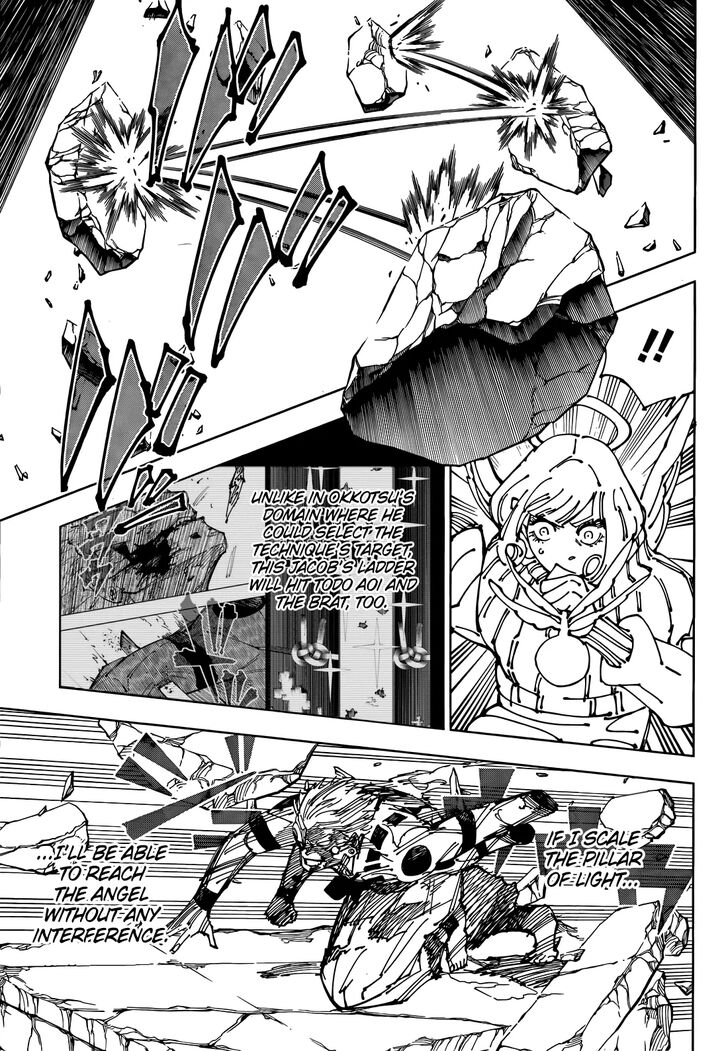 !!
UNLIKE IN OKKOTSU'S
DOMAIN WHERE HE
COULD SELECT THE
TECHNIQUE'S TARGET,
THIS JACOB'S LADDER
WILL HIT TODO AOI AND
THE BRAT, TOO.
IF I SCALE
THE PILLAR
OF LIGHT...
...I'LL BE ABLE
TO REACH
THE ANGEL
WITHOUT ANY
INTERFERENCE.